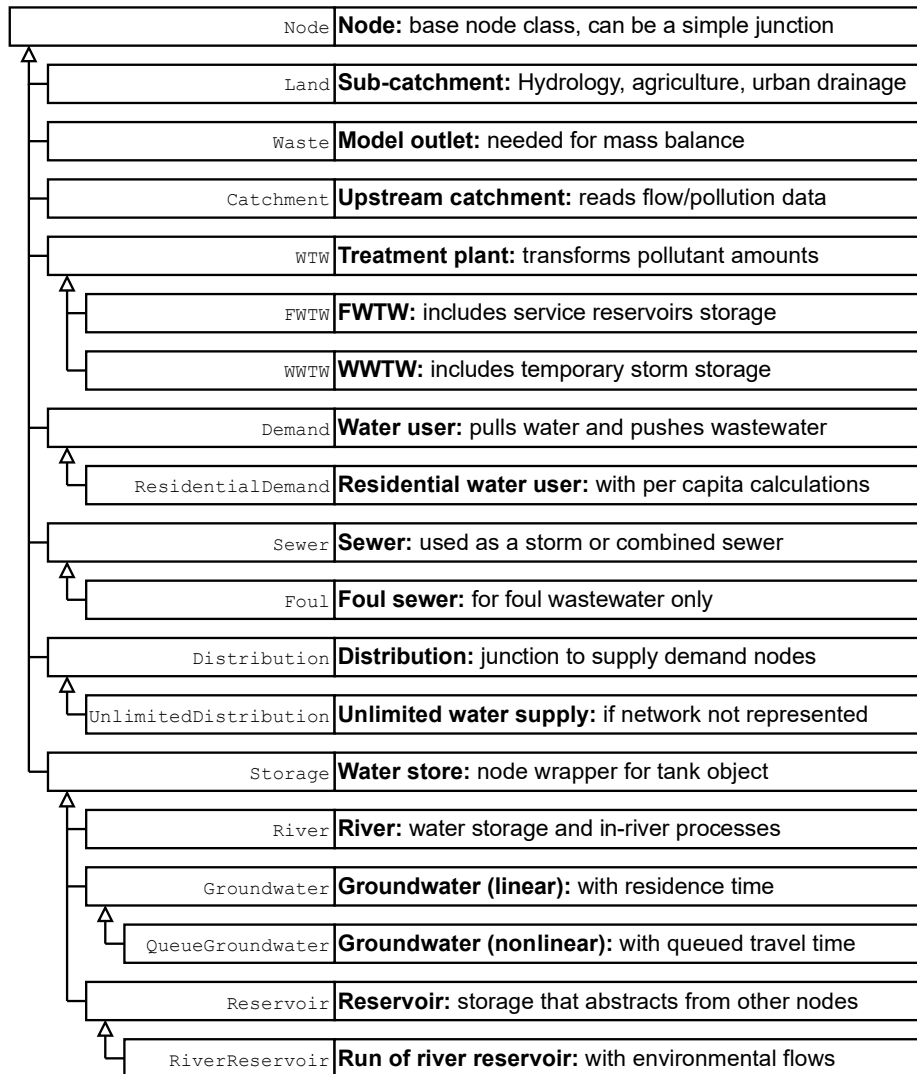 Node Node: base node class, can be a simple junction
Land Sub-catchment: Hydrology, agriculture, urban drainage
Waste Model outlet: needed for mass balance
Catchment Upstream catchment: reads flow/pollution data
WTW Treatment plant: transforms pollutant amounts
FWTW FWTW: includes service reservoirs storage
WWTW WWTW: includes temporary storm storage
Demand Water user: pulls water and pushes wastewater
ResidentialDemand Residential water user: with per capita calculations
Sewer Sewer: used as a storm or combined sewer
Foul Foul sewer: for foul wastewater only
Distribution Distribution: junction to supply demand nodes
UnlimitedDistribution Unlimited water supply: if network not represented
Storage Water store: node wrapper for tank object
River River: water storage and in-river processes
Groundwater Groundwater (linear): with residence time
QueueGroundwater Groundwater (nonlinear): with queued travel time
Reservoir Reservoir: storage that abstracts from other nodes
RiverReservoir Run of river reservoir: with environmental flows